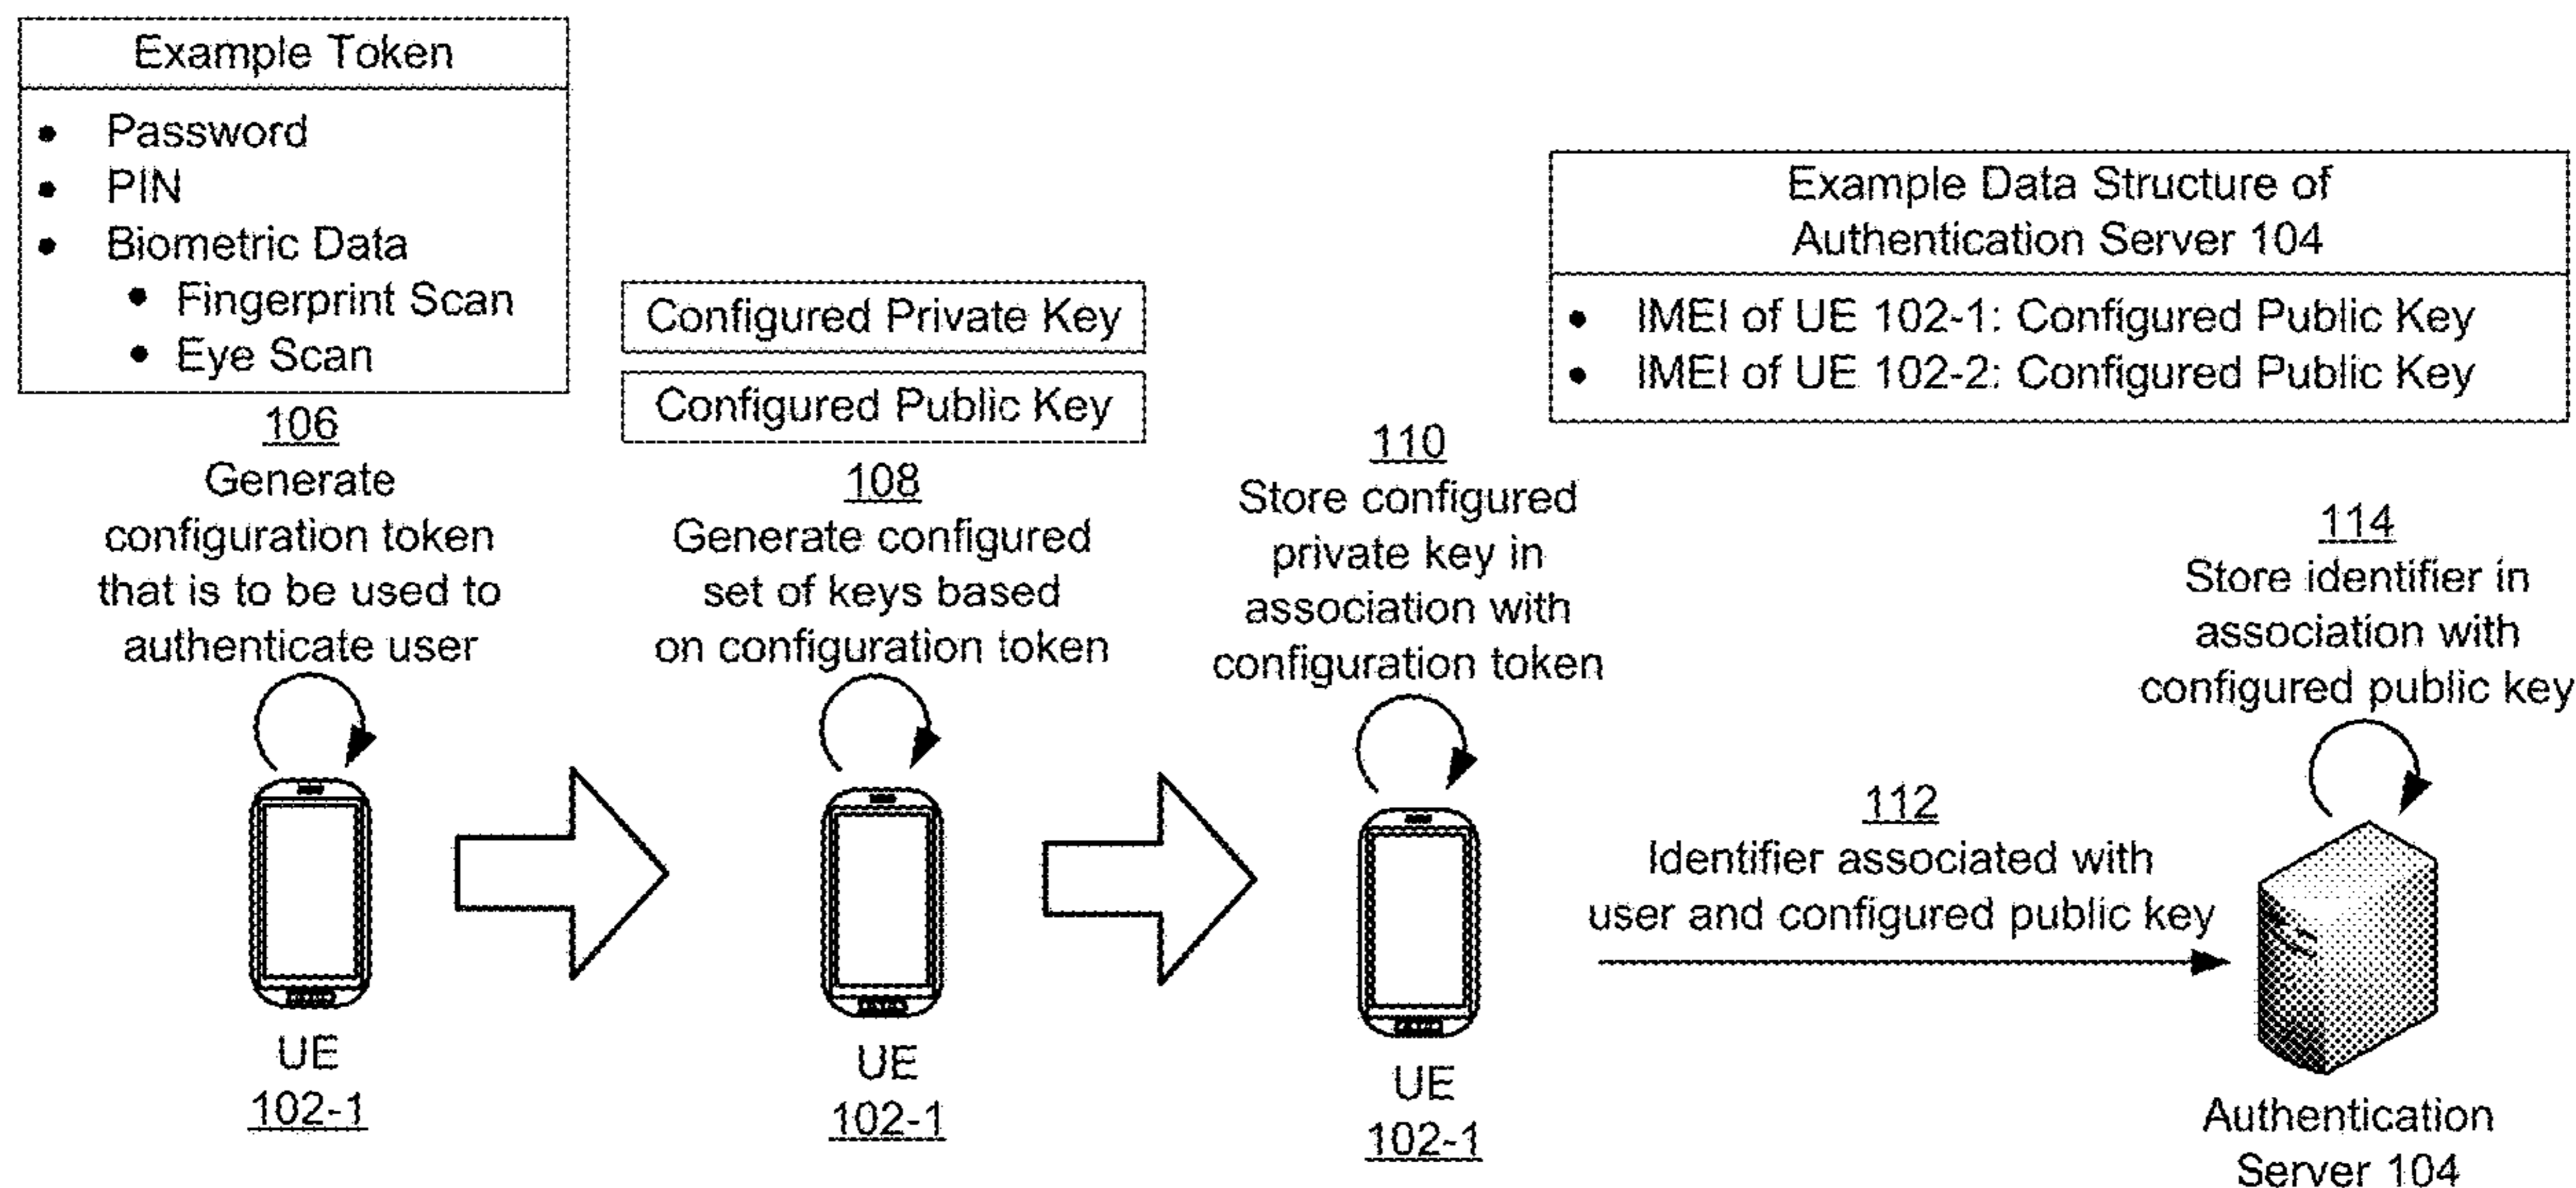 Example Token
• Password
• PIN
• Biometric Data
• Fingerprint Scan
• Eye Scan
106
Generate
configuration token
that is to be used to
authenticate user
UE
102-1
Configured Private Key
Configured Public Key
108
Generate configured
set of keys based
on configuration token
UE
102-1
110
Store configured
private key in
association with
configuration token
UE
102-1
112
Identifier associated with
user and configured public key
Example Data Structure of
Authentication Server 104
• IMEI of UE 102-1: Configured Public Key
• IMEI of UE 102-2: Configured Public Key
114
Store identifier in
association with
configured public key
Authentication
Server 104